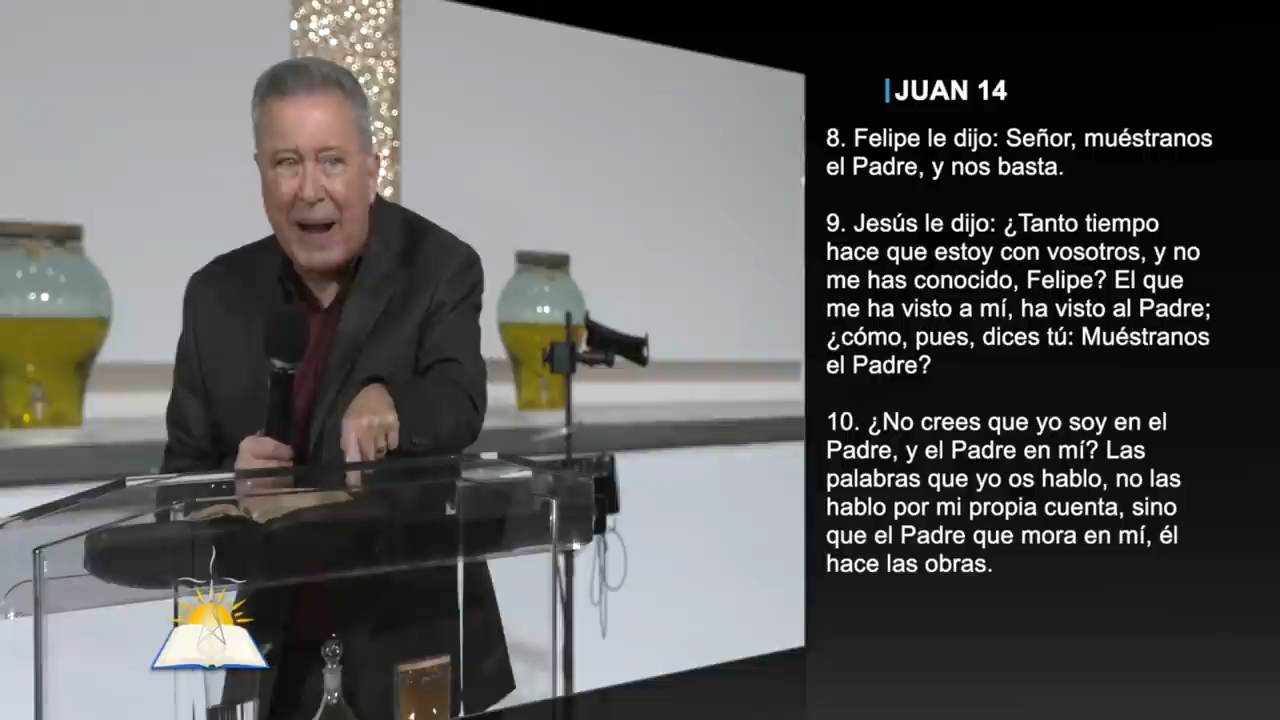 JUAN 14
8. Felipe le dijo: Señor, muéstranos
el Padre, y nos basta.
9. Jesús le dijo: ¿Tanto tiempo
hace que estoy con vosotros, y no
me has conocido, Felipe? El que
me ha visto a mí, ha visto al Padre;
¿cómo, pues, dices tú: Muéstranos
el Padre?
10. ¿No crees que yo soy en el
Padre, y el Padre en mí? Las
palabras que yo os hablo, no las
hablo por mi propia cuenta, sino
que el Padre que mora en mí, él
hace las obras.